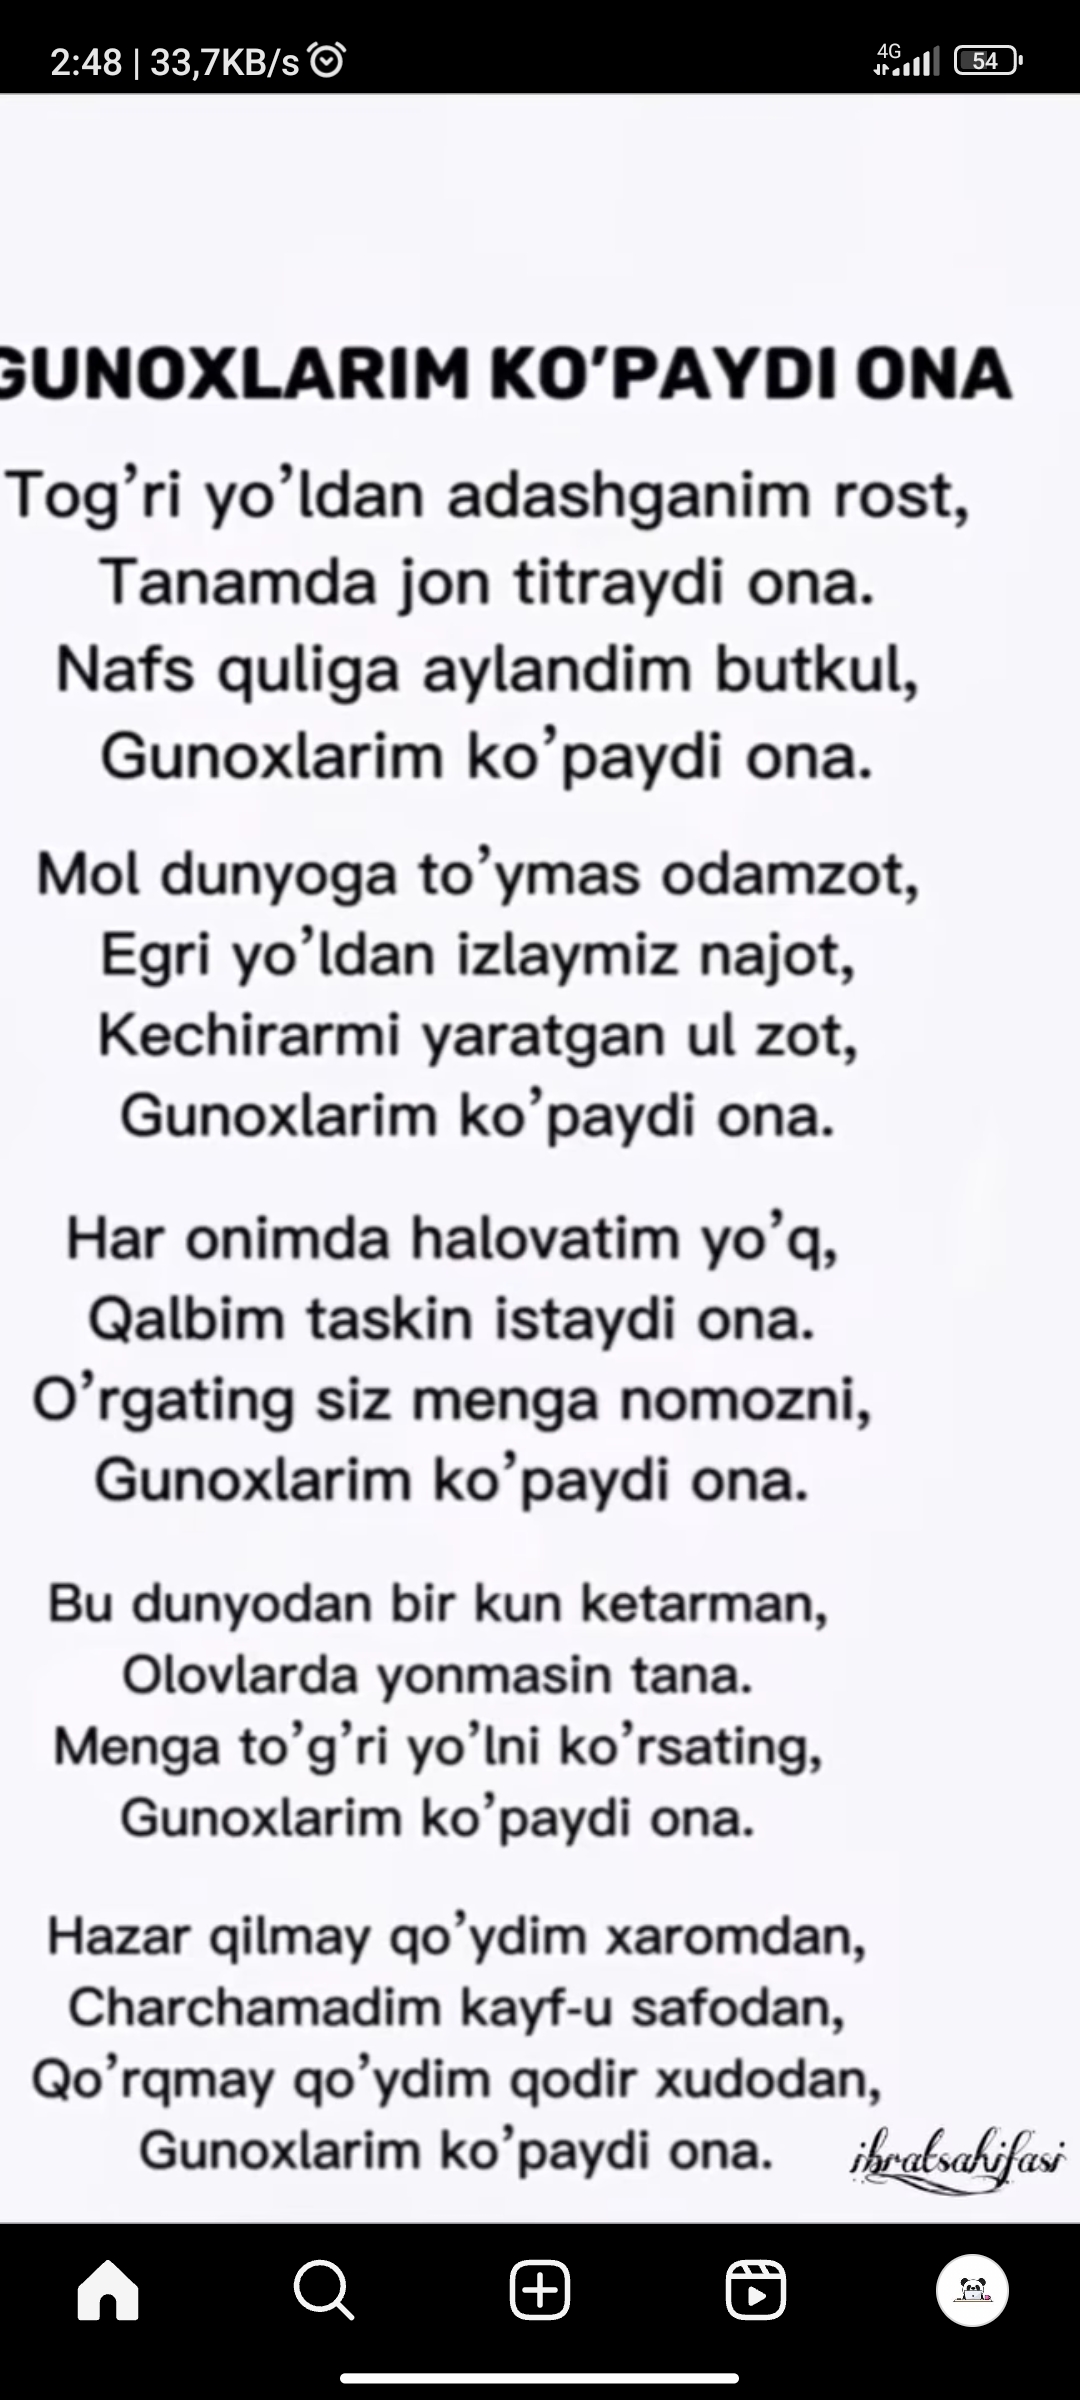 2:48 | 33,7KB/s
4G
54
GUNOXLARIM KO’PAYDI ONA
Tog’ri yo’ldan adashganim rost,
Tanamda jon titraydi ona.
Nafs quliga aylandim butkul,
Gunoxlarim ko’paydi ona.
Mol dunyoga to’ymas odamzot,
Egri yo’ldan izlaymiz najot,
Kechirarmi yaratgan ul zot,
Gunoxlarim ko’paydi ona.
Har onimda halovatim yo’q,
Qalbim taskin istaydi ona.
O’rgating siz menga nomozni,
Gunoxlarim ko’paydi ona.
Bu dunyodan bir kun ketarman,
Olovlarda yonmasin tana.
Menga to’g’ri yo’lni ko’rsating,
Gunoxlarim ko’paydi ona.
Hazar qilmay qo’ydim xaromdan,
Charchamadim kayf-u safodan,
Qo’rqmay qo’ydim qodir xudodan,
Gunoxlarim ko’paydi ona.
ibratsahifasi